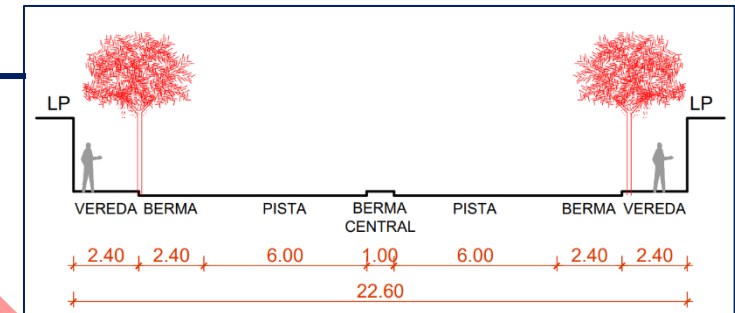 LP LP
VEREDA BERMA PISTA BERMA CENTRAL PISTA BERMA VEREDA
2.40 2.40 6.00 1.00 6.00 2.40 2.40
22.60